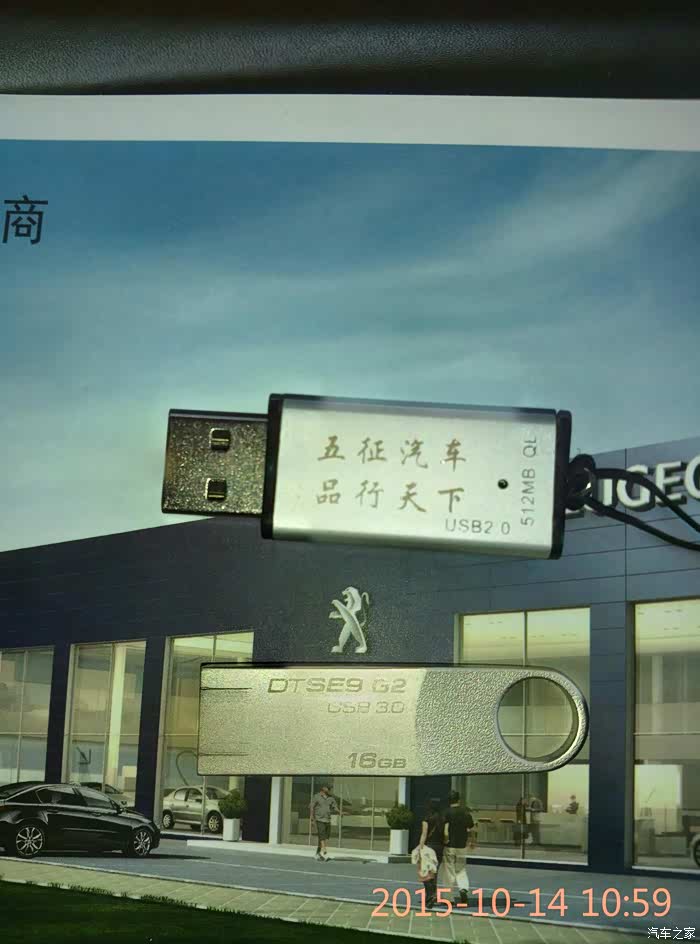 商
五征汽车
品行天下
USB2.0
512MB QL
IGEO
DTSE9 G2
USB 3.0
16GB
2015-10-14 10:59
汽车之家